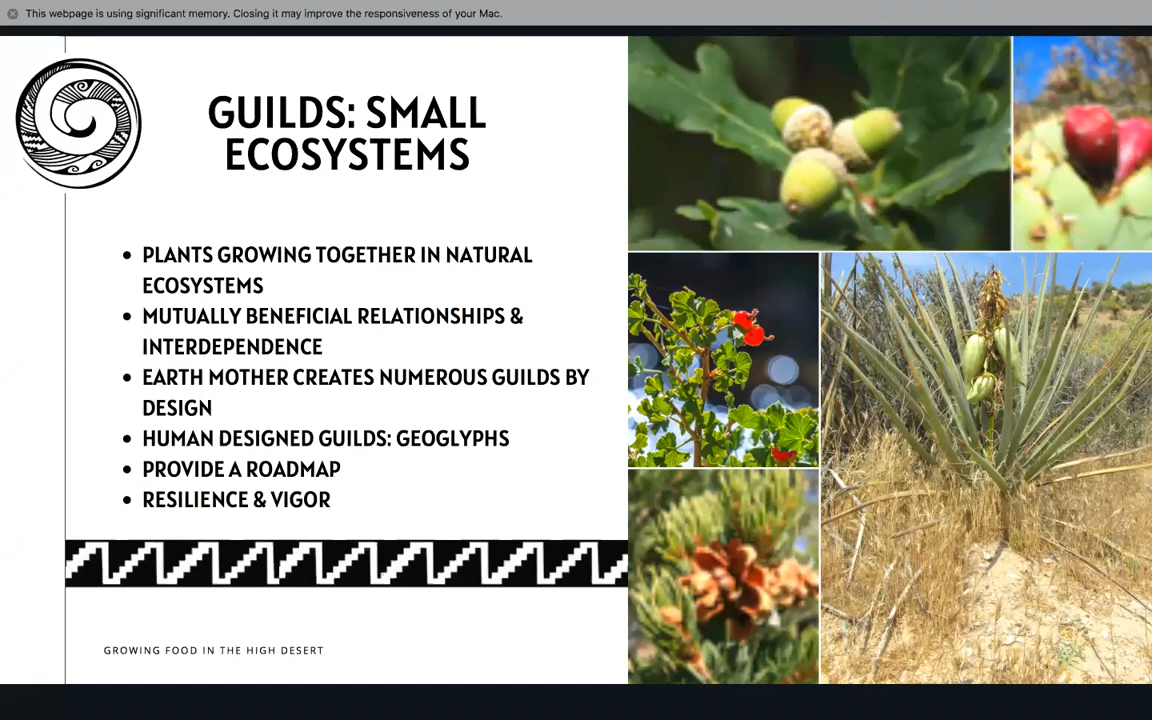 This webpage is using significant memory. Closing it may improve the responsiveness of your Mac.
GUILDS: SMALL
ECOSYSTEMS
• PLANTS GROWING TOGETHER IN NATURAL
ECOSYSTEMS
• MUTUALLY BENEFICIAL RELATIONSHIPS &
INTERDEPENDENCE
• EARTH MOTHER CREATES NUMEROUS GUILDS BY
DESIGN
• HUMAN DESIGNED GUILDS: GEOGLYPHS
• PROVIDE A ROADMAP
• RESILIENCE & VIGOR
GROWING FOOD IN THE HIGH DESERT